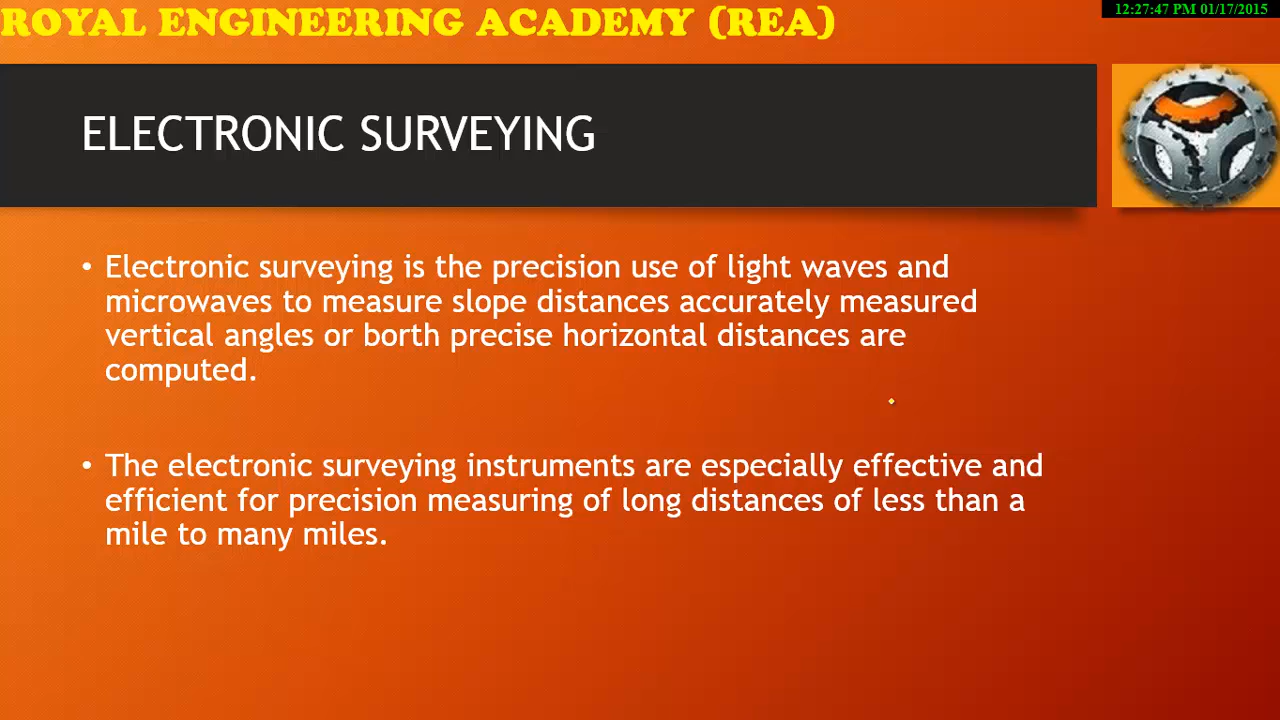 ROYAL ENGINEERING ACADEMY (REA)
12:27:47 PM 01/17/2015
ELECTRONIC SURVEYING
• Electronic surveying is the precision use of light waves and
microwaves to measure slope distances accurately measured
vertical angles or borth precise horizontal distances are
computed.
• The electronic surveying instruments are especially effective and
efficient for precision measuring of long distances of less than a
mile to many miles.